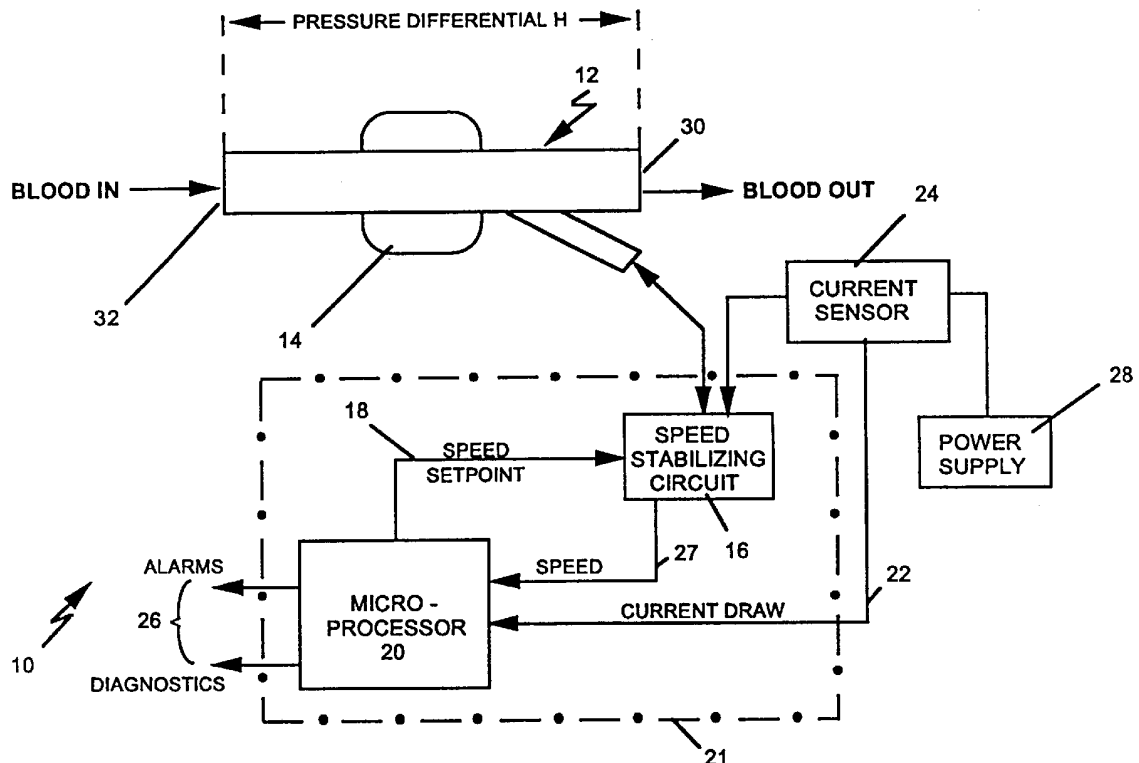 PRESSURE DIFFERENTIAL H
12
30
BLOOD IN
BLOOD OUT
24
32
14
CURRENT
SENSOR
18
28
SPEED
SETPOINT
SPEED
STABILIZING
CIRCUIT
POWER
SUPPLY
16
27
ALARMS
SPEED
22
26
MICRO -
PROCESSOR
20
CURRENT DRAW
10
DIAGNOSTICS
21